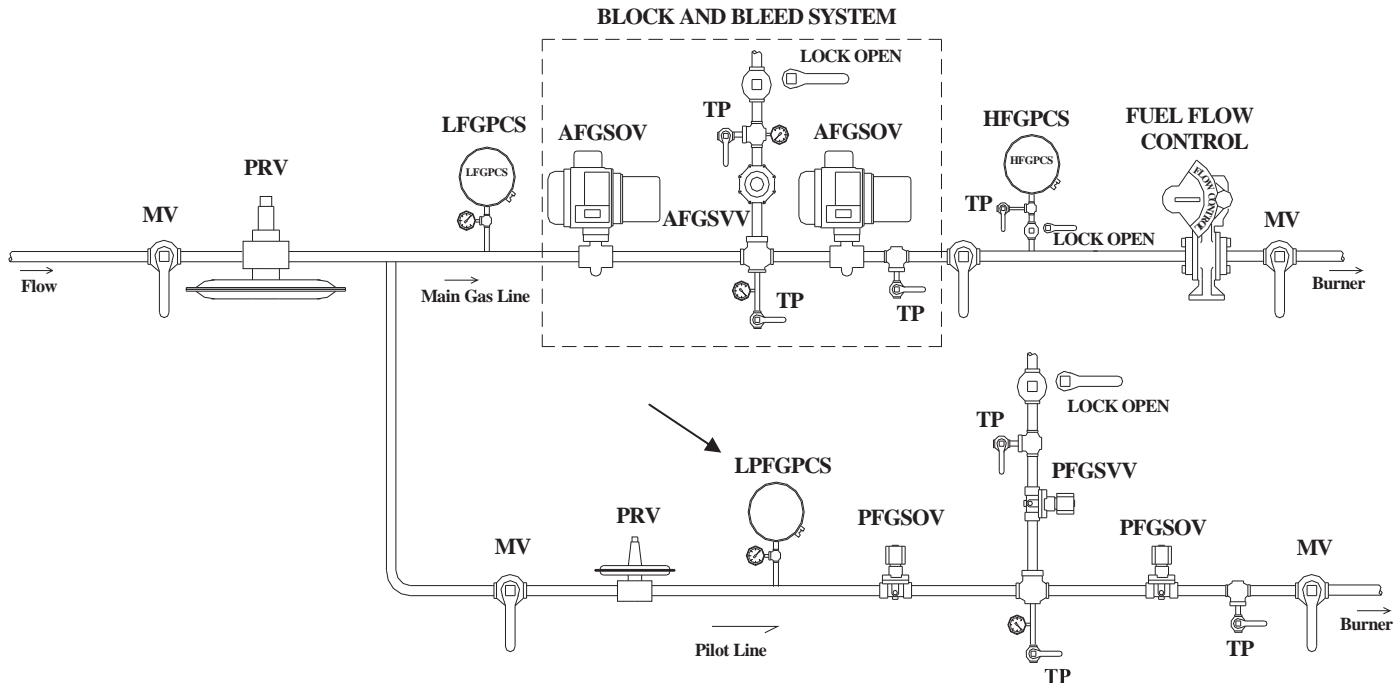 BLOCK AND BLEED SYSTEM
LOCK OPEN
TP
LFGPCS
AFGSOV
AFGSOV
HFGPCS
FUEL FLOW
CONTROL
PRV
LFGPCS
HFGPCS
FLOW CONTROL
MV
AFGSVV
TP
LOCK OPEN
MV
Flow
Main Gas Line
TP
TP
Burner
LOCK OPEN
TP
LPFGPCS
PFGSVV
PRV
PFGSOV
PFGSOV
MV
MV
Pilot Line
TP
TP
Burner